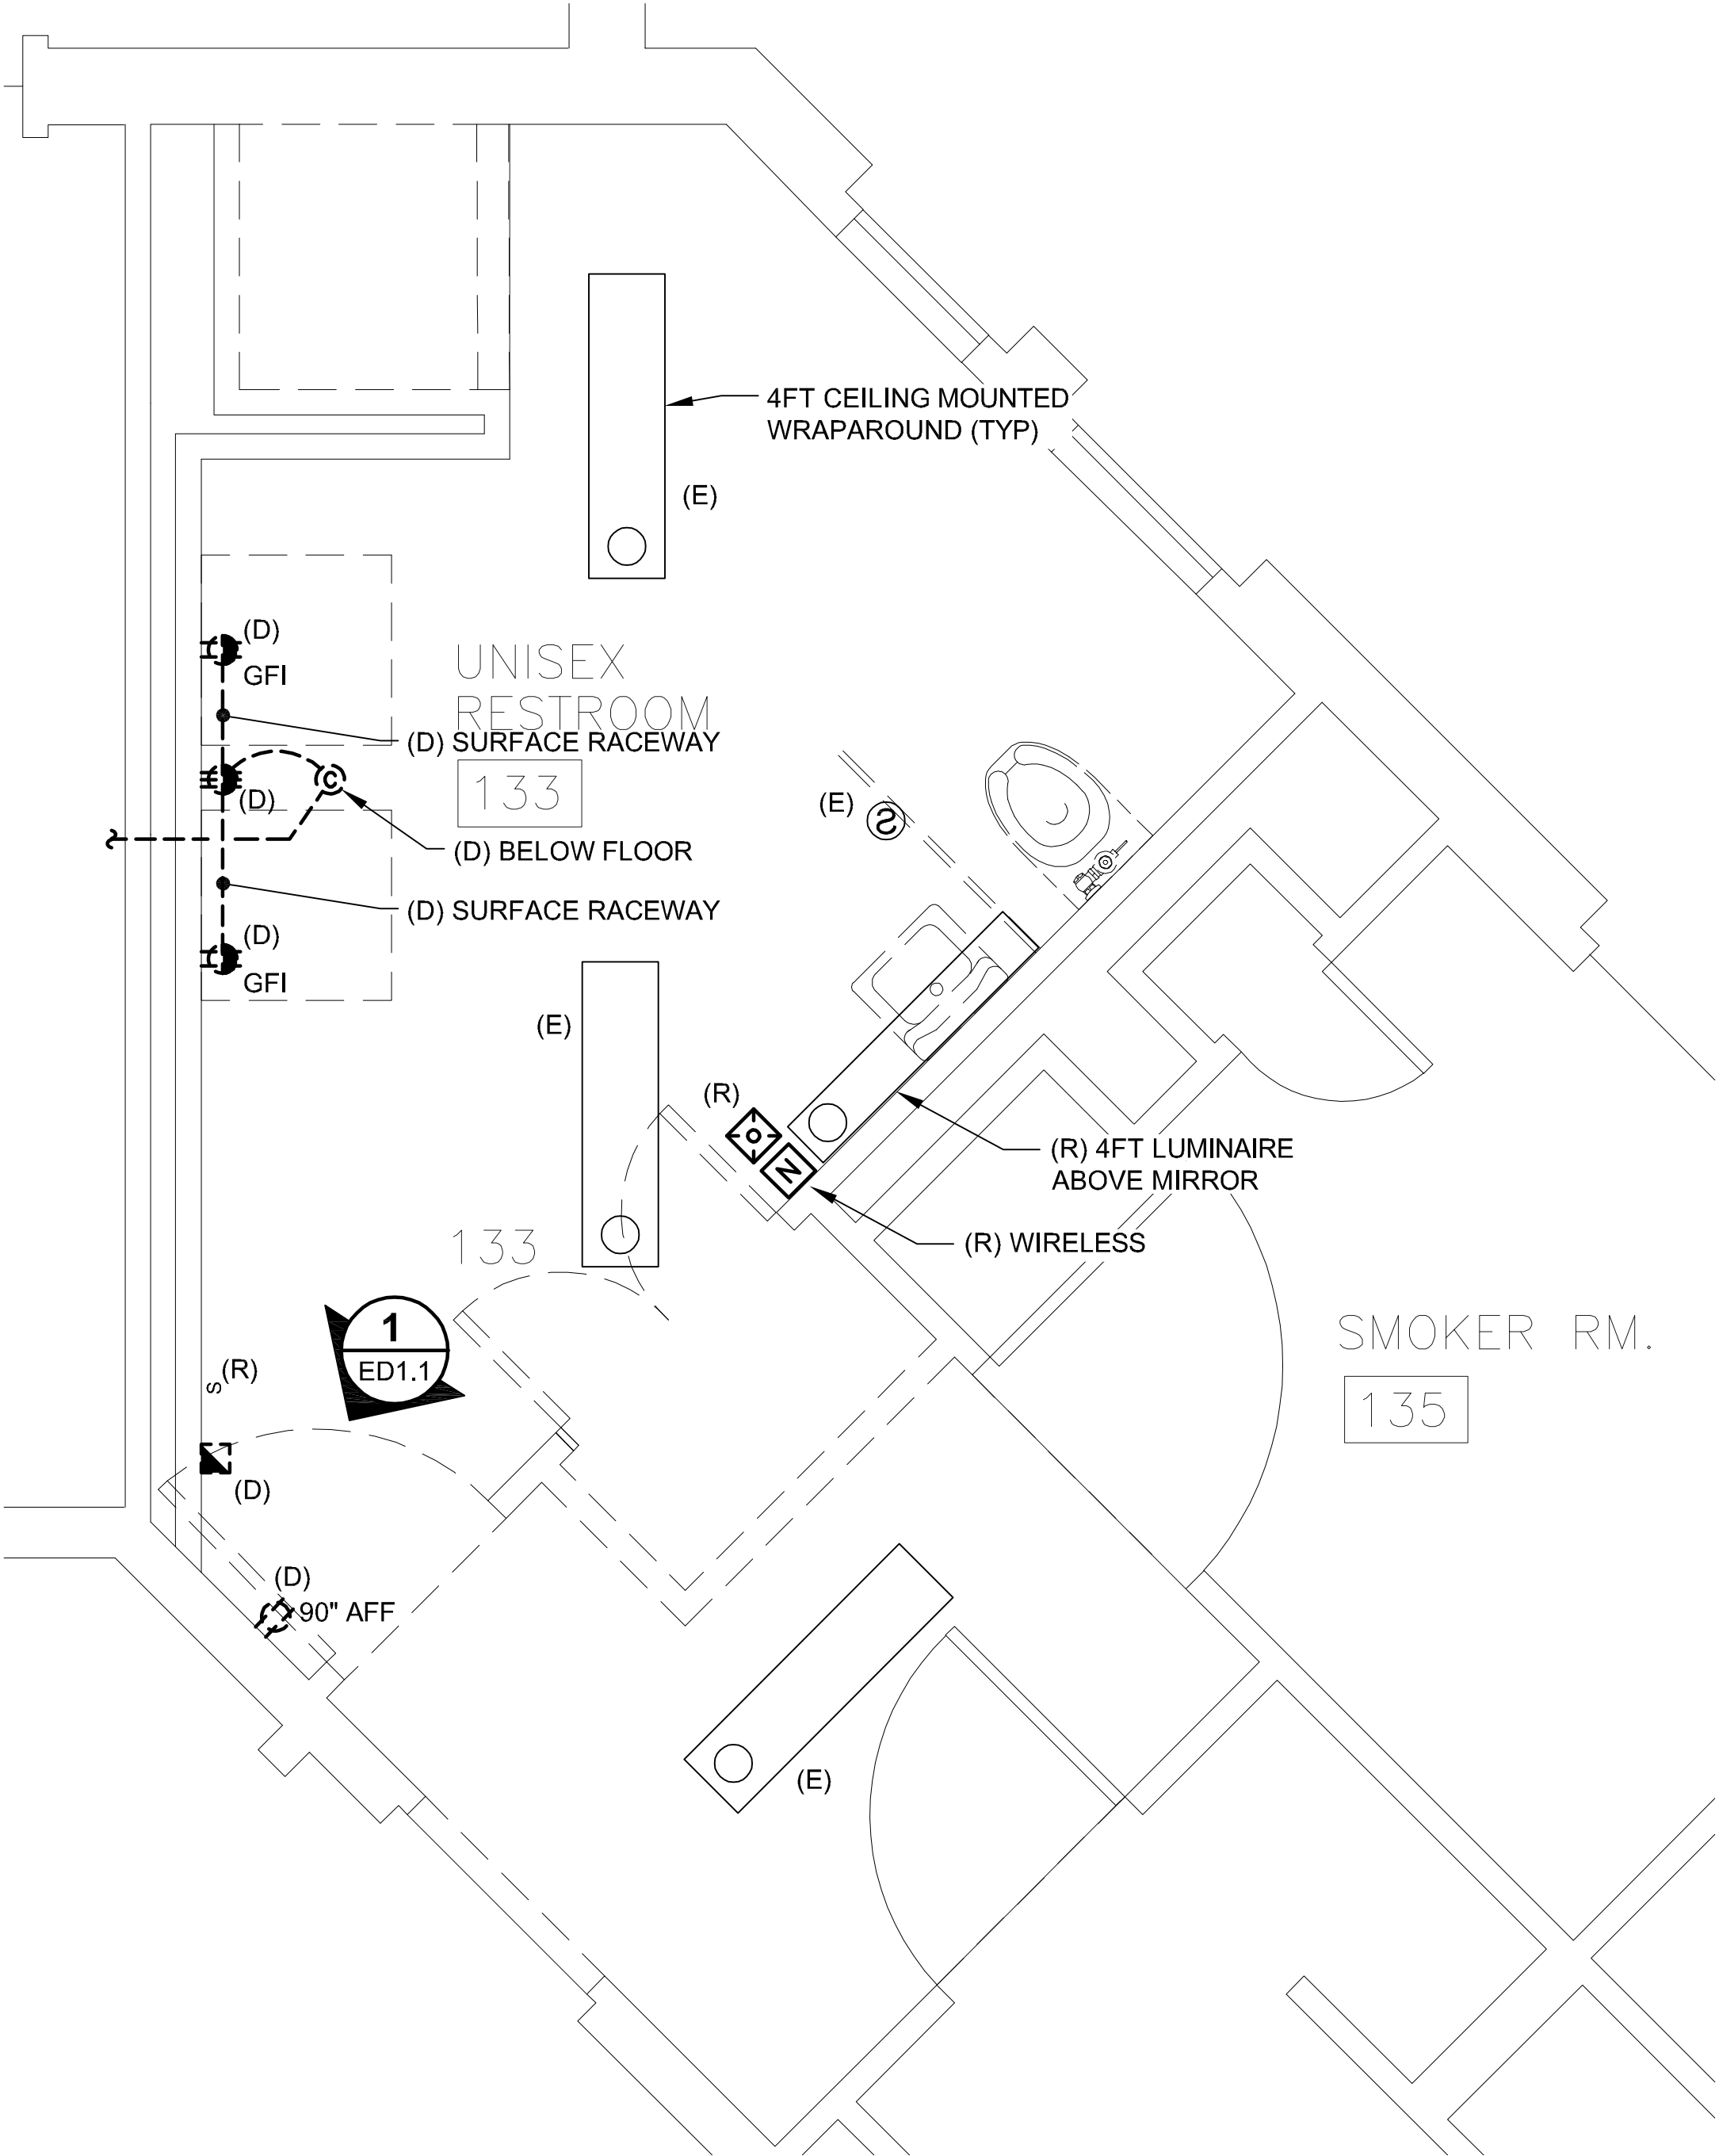 4FT CEILING MOUNTED
WRAPAROUND (TYP)
(E)
(D)
GFI
UNISEX
RESTROOM
(D) SURFACE RACEWAY
133
C
(D)
(E)
S
(D) BELOW FLOOR
(D) SURFACE RACEWAY
(D)
GFI
(E)
(R)
N
(R) 4FT LUMINAIRE
ABOVE MIRROR
(R) WIRELESS
133
1
ED1.1
SMOKER RM.
135
S
(R)
(D)
(D)
90" AFF
(E)